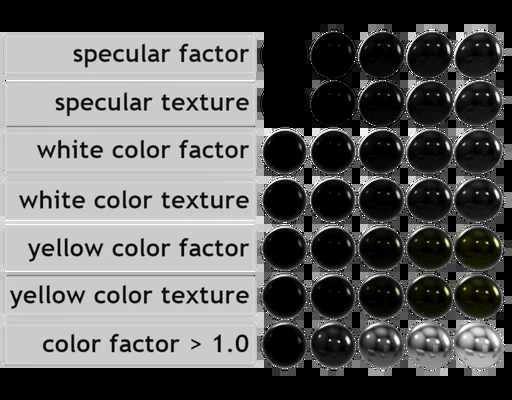 specular factor
specular texture
white color factor
white color texture
yellow color factor
yellow color texture
color factor > 1.0